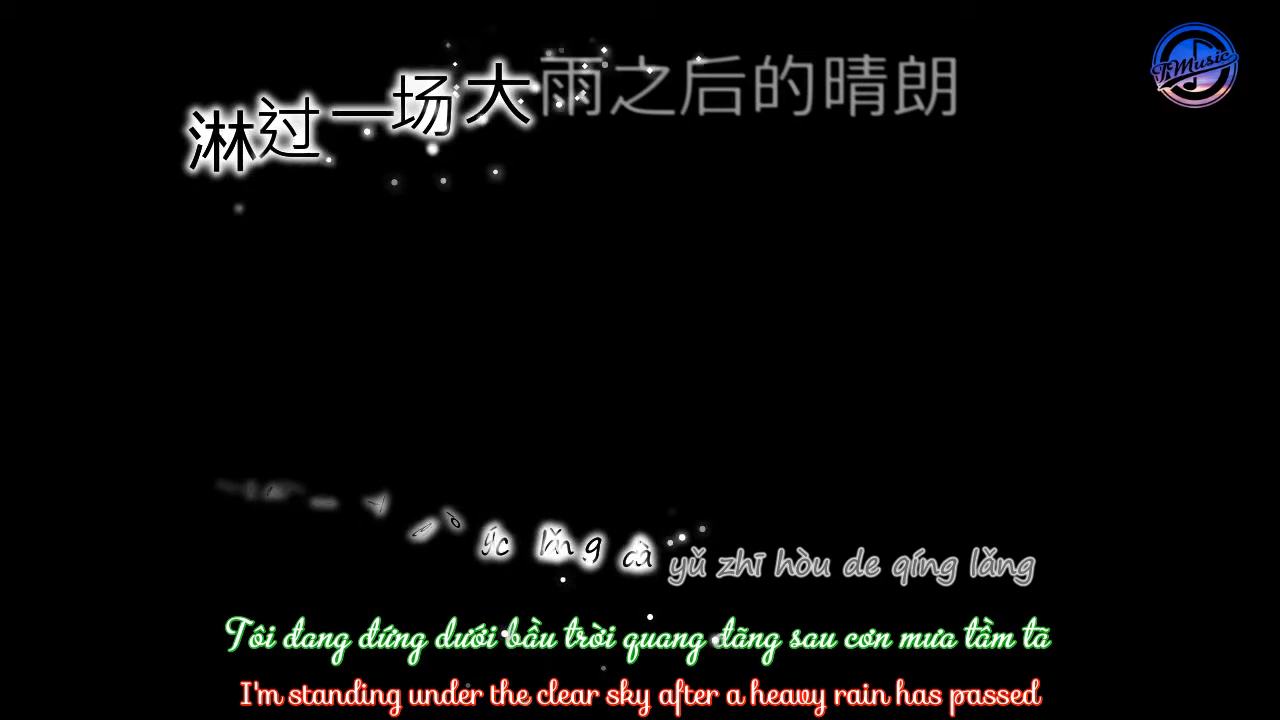 淋过一场大雨之后的晴朗
T.Music
yǔ zhī hòu de qíng lǎng
Tôi đang đứng dưới bầu trời quang đãng sau cơn mưa tầm tã
I'm standing under the clear sky after a heavy rain has passed